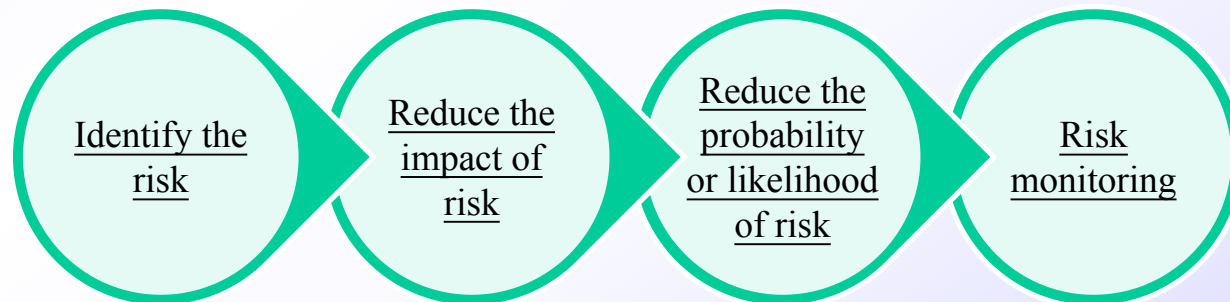 Identify the
risk
Reduce the
impact of
risk
Reduce the
probability
or likelihood
of risk
Risk
monitoring